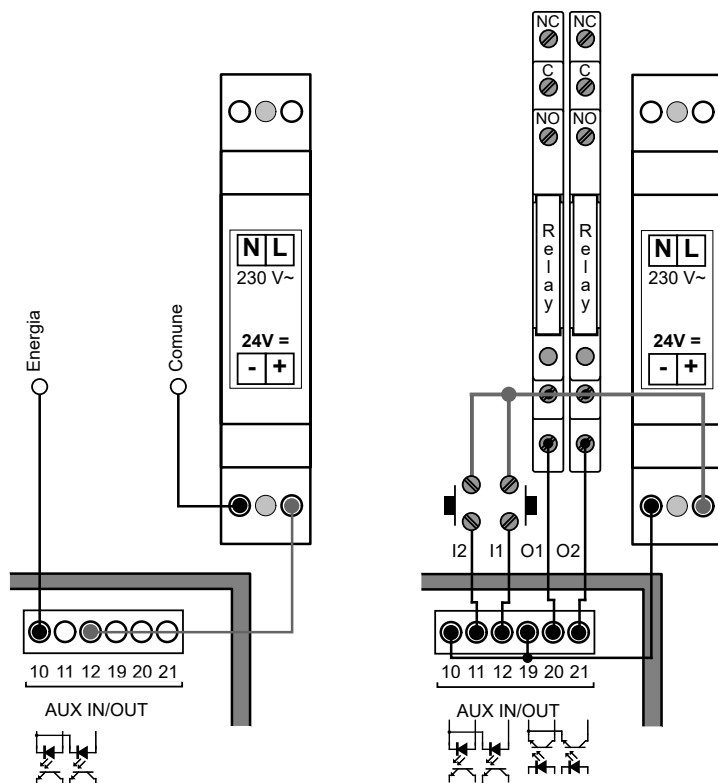 NC NC
C C
NO NO
Relay Relay
N L
230 V~
24V =
- +
N L
230 V~
24V =
- +
Energia
Comune
I2 I1 O1 O2
10 11 12 19 20 21
AUX IN/OUT
10 11 12 19 20 21
AUX IN/OUT